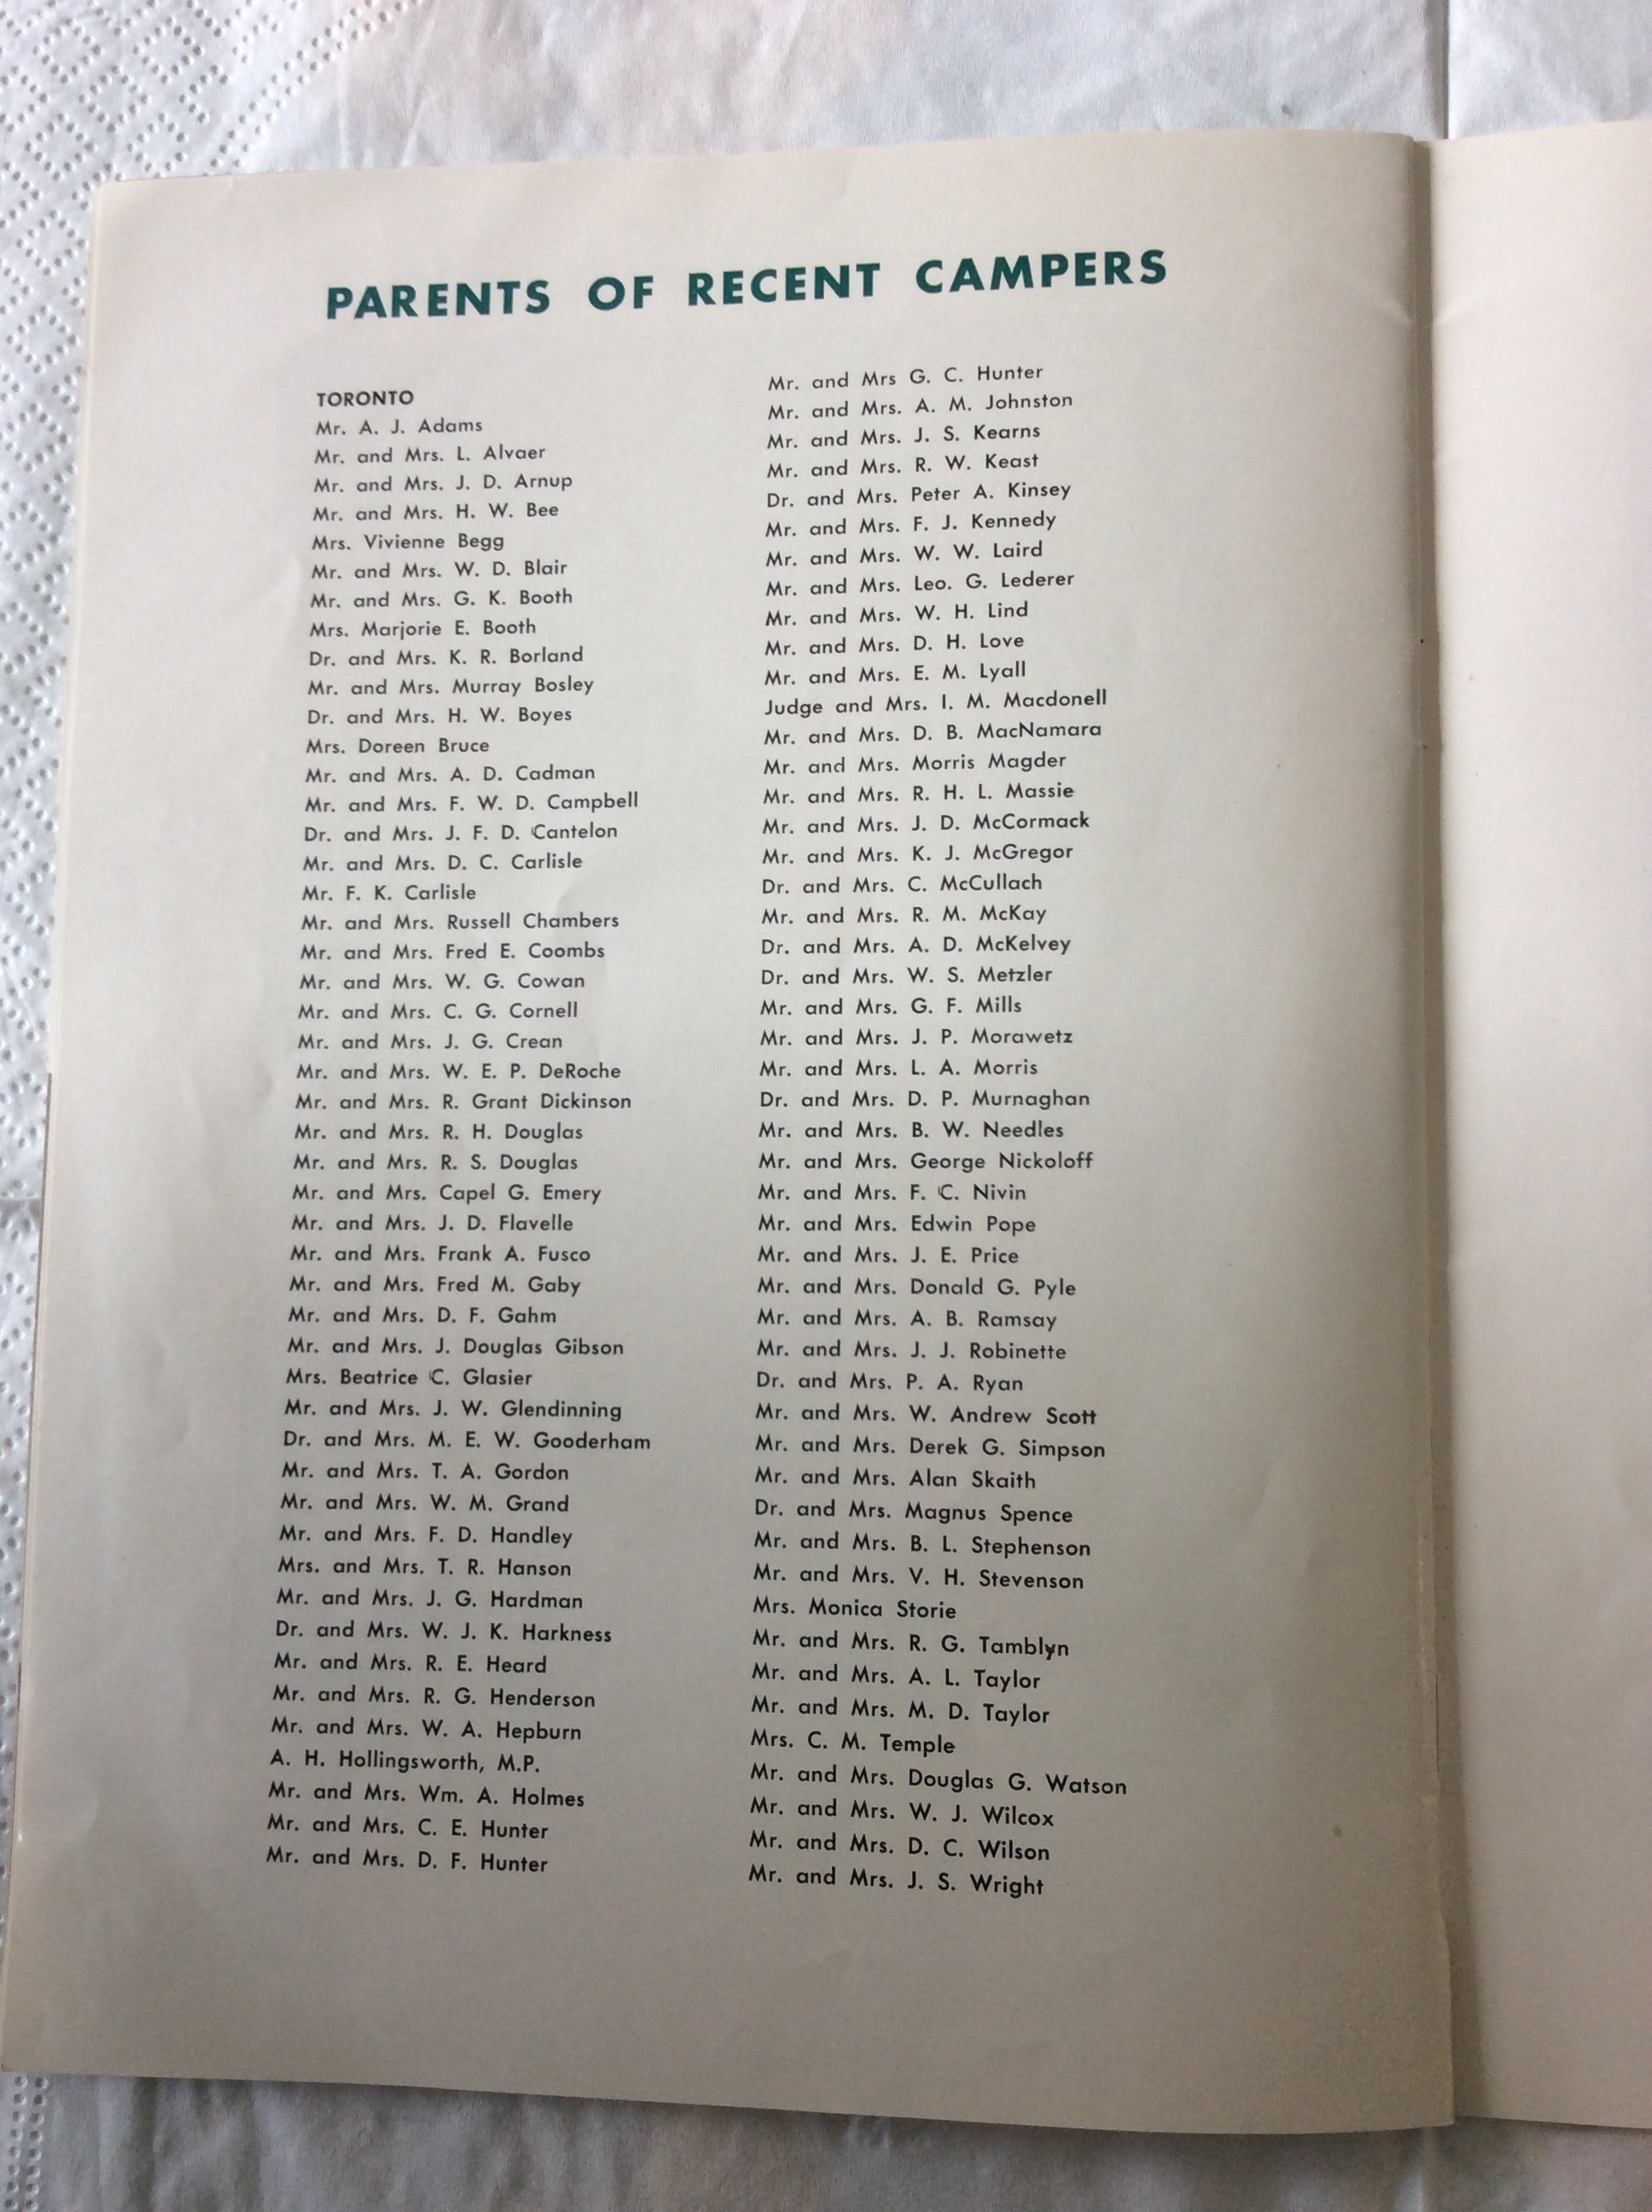 PARENTS OF RECENT CAMPERS
TORONTO
Mr. A. J. Adams
Mr. and Mrs. L. Alvaer
Mr. and Mrs. J. D. Arnup
Mr. and Mrs. H. W. Bee
Mrs. Vivienne Begg
Mr. and Mrs. W. D. Blair
Mr. and Mrs. G. K. Booth
Mrs. Marjorie E. Booth
Dr. and Mrs. K. R. Borland
Mr. and Mrs. Murray Bosley
Dr. and Mrs. H. W. Boyes
Mrs. Doreen Bruce
Mr. and Mrs. A. D. Cadman
Mr. and Mrs. F. W. D. Campbell
Dr. and Mrs. J. F. D. Cantelon
Mr. and Mrs. D. C. Carlisle
Mr. F. K. Carlisle
Mr. and Mrs. Russell Chambers
Mr. and Mrs. Fred E. Coombs
Mr. and Mrs. W. G. Cowan
Mr. and Mrs. C. G. Cornell
Mr. and Mrs. J. G. Crean
Mr. and Mrs. W. E. P. DeRoche
Mr. and Mrs. R. Grant Dickinson
Mr. and Mrs. R. H. Douglas
Mr. and Mrs. R. S. Douglas
Mr. and Mrs. Capel G. Emery
Mr. and Mrs. J. D. Flavelle
Mr. and Mrs. Frank A. Fusco
Mr. and Mrs. Fred M. Gaby
Mr. and Mrs. D. F. Gahm
Mr. and Mrs. J. Douglas Gibson
Mrs. Beatrice C. Glasier
Mr. and Mrs. J. W. Glendinning
Dr. and Mrs. M. E. W. Gooderham
Mr. and Mrs. T. A. Gordon
Mr. and Mrs. W. M. Grand
Mr. and Mrs. F. D. Handley
Mrs. and Mrs. T. R. Hanson
Mr. and Mrs. J. G. Hardman
Dr. and Mrs. W. J. K. Harkness
Mr. and Mrs. R. E. Heard
Mr. and Mrs. R. G. Henderson
Mr. and Mrs. W. A. Hepburn
A. H. Hollingsworth, M.P.
Mr. and Mrs. Wm. A. Holmes
Mr. and Mrs. C. E. Hunter
Mr. and Mrs. D. F. Hunter
Mr. and Mrs G. C. Hunter
Mr. and Mrs. A. M. Johnston
Mr. and Mrs. J. S. Kearns
Mr. and Mrs. R. W. Keast
Dr. and Mrs. Peter A. Kinsey
Mr. and Mrs. F. J. Kennedy
Mr. and Mrs. W. W. Laird
Mr. and Mrs. Leo. G. Lederer
Mr. and Mrs. W. H. Lind
Mr. and Mrs. D. H. Love
Mr. and Mrs. E. M. Lyall
Judge and Mrs. I. M. Macdonell
Mr. and Mrs. D. B. MacNamara
Mr. and Mrs. Morris Magder
Mr. and Mrs. R. H. L. Massie
Mr. and Mrs. J. D. McCormack
Mr. and Mrs. K. J. McGregor
Dr. and Mrs. C. McCullach
Mr. and Mrs. R. M. McKay
Dr. and Mrs. A. D. McKelvey
Dr. and Mrs. W. S. Metzler
Mr. and Mrs. G. F. Mills
Mr. and Mrs. J. P. Morawetz
Mr. and Mrs. L. A. Morris
Dr. and Mrs. D. P. Murnaghan
Mr. and Mrs. B. W. Needles
Mr. and Mrs. George Nickoloff
Mr. and Mrs. F. C. Nivin
Mr. and Mrs. Edwin Pope
Mr. and Mrs. J. E. Price
Mr. and Mrs. Donald G. Pyle
Mr. and Mrs. A. B. Ramsay
Mr. and Mrs. J. J. Robinette
Dr. and Mrs. P. A. Ryan
Mr. and Mrs. W. Andrew Scott
Mr. and Mrs. Derek G. Simpson
Mr. and Mrs. Alan Skaith
Dr. and Mrs. Magnus Spence
Mr. and Mrs. B. L. Stephenson
Mr. and Mrs. V. H. Stevenson
Mrs. Monica Storie
Mr. and Mrs. R. G. Tamblyn
Mr. and Mrs. A. L. Taylor
Mr. and Mrs. M. D. Taylor
Mrs. C. M. Temple
Mr. and Mrs. Douglas G. Watson
Mr. and Mrs. W. J. Wilcox
Mr. and Mrs. D. C. Wilson
Mr. and Mrs. J. S. Wright